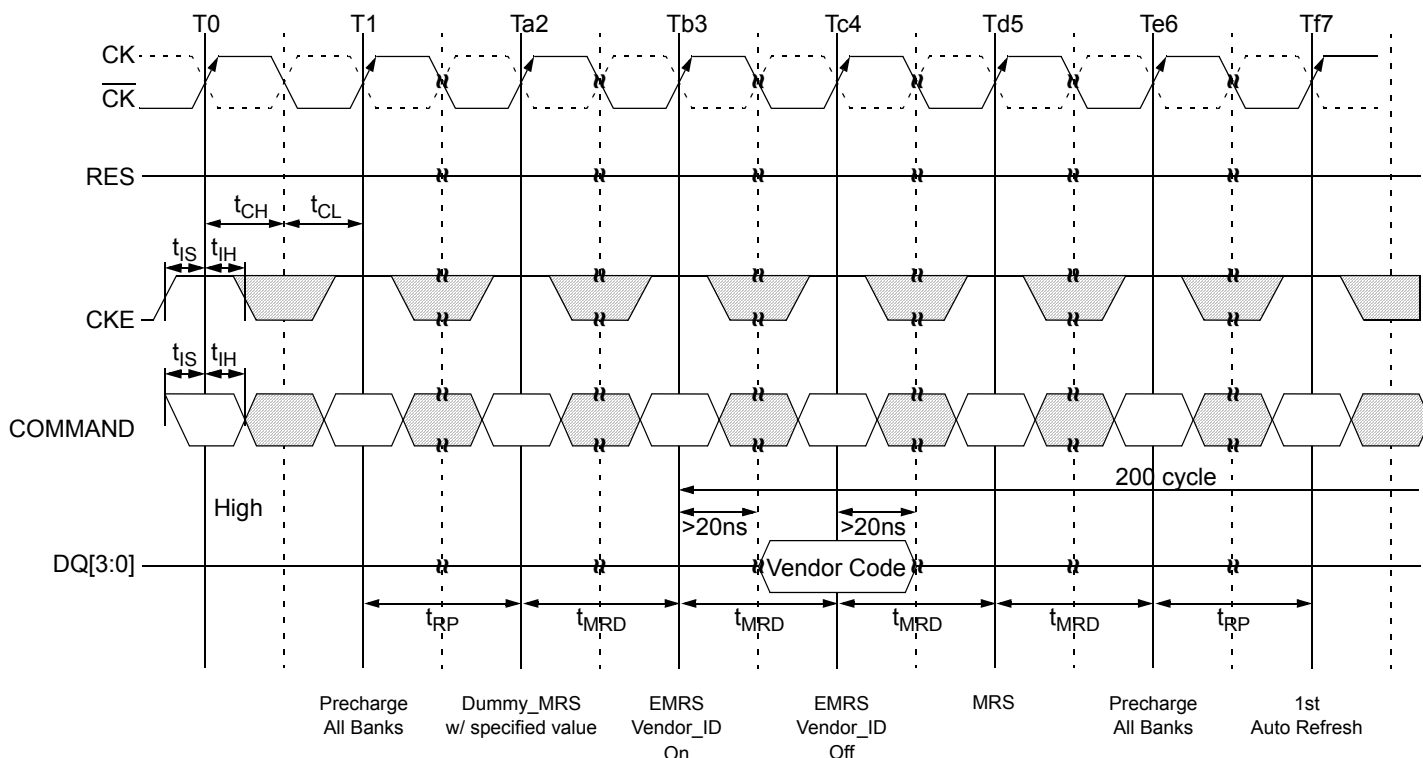 T0 T1 Ta2 Tb3 Tc4 Td5 Te6 Tf7
CK
CK
RES
tCH tCL
tIS tIH
CKE
tIS tIH
COMMAND
200 cycle
High
>20ns >20ns
DQ[3:0] Vendor Code
tRP tMRD tMRD tMRD tMRD tRP
Precharge Dummy_MRS EMRS EMRS MRS Precharge 1st
All Banks w/ specified value Vendor_ID Vendor_ID All Banks Auto Refresh
On Off